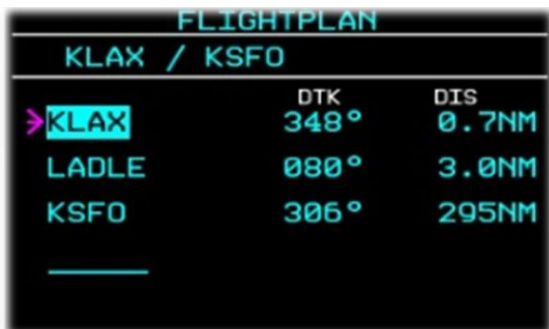 FLIGHTPLAN
KLAX / KSFO
DTK DIS
KLAX 348° 0.7NM
LADLE 080° 3.0NM
KSFO 306° 295NM